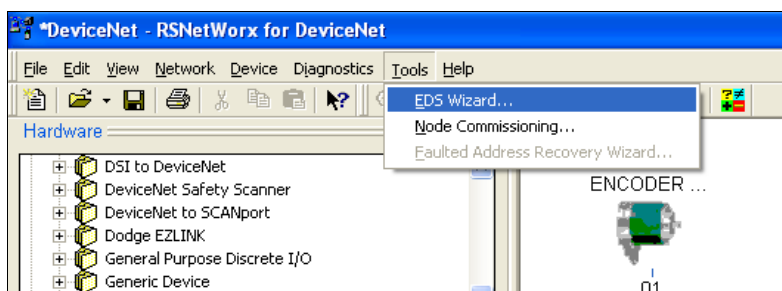 *DeviceNet - RSNetWorx for DeviceNet
File Edit View Network Device Diagnostics Tools Help
EDS Wizard...
Node Commissioning...
Faulted Address Recovery Wizard...
Hardware
DSI to DeviceNet
DeviceNet Safety Scanner
DeviceNet to SCANport
Dodge EZLINK
General Purpose Discrete I/O
Generic Device
ENCODER ...
01